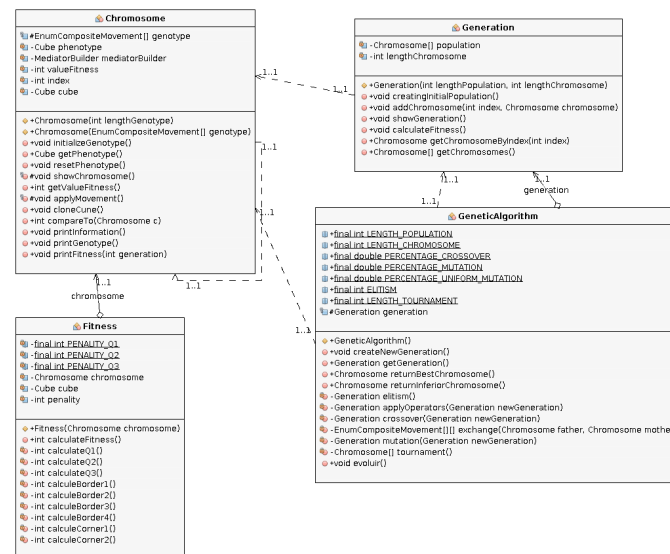 Chromosome
#EnumCompositeMovement[] genotype
-Cube phenotype
-MediatorBuilder mediatorBuilder
-int valueFitness
-int index
-Cube cube
+Chromosome(int lengthGenotype)
+Chromosome(EnumCompositeMovement[] genotype)
+void initializeGenotype()
+Cube getPhenotype()
+void resetPhenotype()
#void showChromosome()
+int getValueFitness()
#void applyMovement()
+void cloneCune()
+int compareTo(Chromosome c)
+void printInformation()
+void printGenotype()
+void printFitness(int generation)
Generation
-Chromosome[] population
-int lengthChromosome
+Generation(int lengthPopulation, int lengthChromosome)
+void creatingInitialPopulation()
+void addChromosome(int index, Chromosome chromosome)
+void showGeneration()
+void calculateFitness()
+Chromosome getChromosomeByIndex(int index)
+Chromosome[] getChromosomes()
1..1
1..1
1..1
1..1
1..1
1..1
1..1
1..1
generation
1..1
1..1
GeneticAlgorithm
+final int LENGTH_POPULATION
+final int LENGTH_CHROMOSOME
+final double PERCENTAGE_CROSSOVER
+final double PERCENTAGE_MUTATION
+final double PERCENTAGE_UNIFORM_MUTATION
+final int ELITISM
+final int LENGTH_TOURNAMENT
#Generation generation
+GeneticAlgorithm()
+void createNewGeneration()
+Generation getGeneration()
+Chromosome returnBestChromosome()
+Chromosome returnInferiorChromosome()
-Generation elitism()
-Generation applyOperators(Generation newGeneration)
-Generation crossover(Generation newGeneration)
-EnumCompositeMovement[][] exchange(Chromosome father, Chromosome mothe
-Generation mutation(Generation newGeneration)
-Chromosome[] tournament()
+void evoluir()
chromosome
Fitness
-final int PENALITY_Q1
-final int PENALITY_Q2
-final int PENALITY_Q3
-Chromosome chromosome
-Cube cube
-int penality
+Fitness(Chromosome chromosome)
+int calculateFitness()
-int calculateQ1()
-int calculateQ2()
-int calculateQ3()
-int calculeBorder1()
-int calculeBorder2()
-int calculeBorder3()
-int calculeBorder4()
-int calculeCorner1()
-int calculeCorner2()